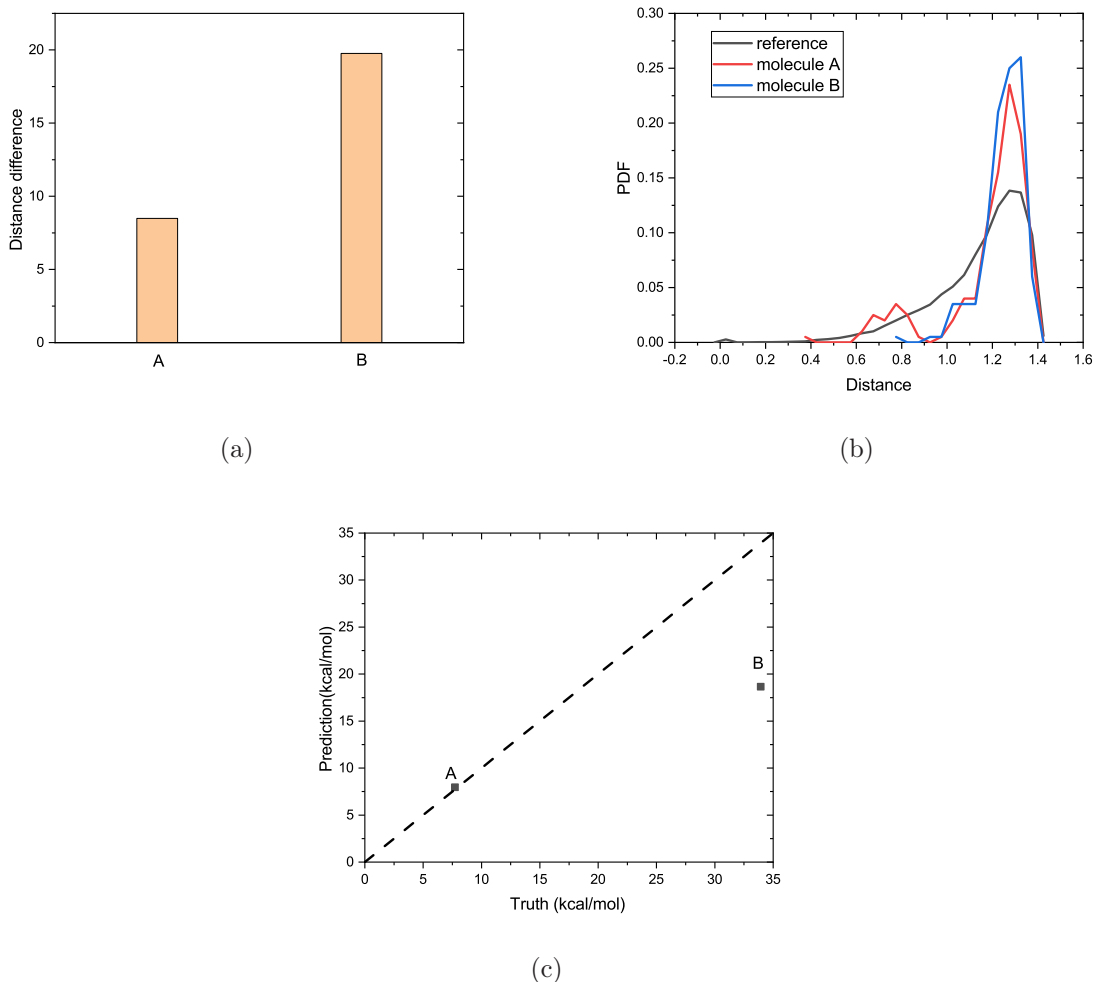 20
15
10
5
0
Distance difference
A B
(a)
0.30
0.25
0.20
0.15
0.10
0.05
0.00
PDF
reference
molecule A
molecule B
-0.2 0.0 0.2 0.4 0.6 0.8 1.0 1.2 1.4 1.6
Distance
(b)
35
30
25
20
15
10
5
0
Prediction(kcal/mol)
A
B
0 5 10 15 20 25 30 35
Truth (kcal/mol)
(c)